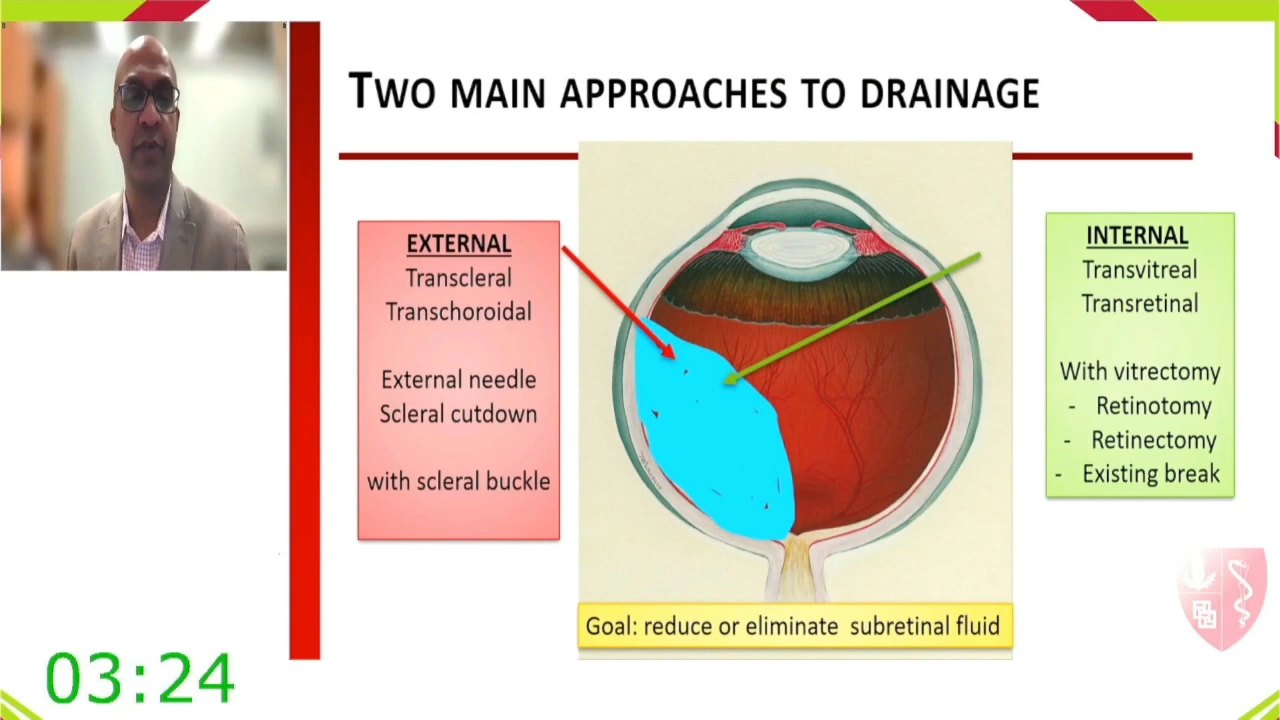 TWO MAIN APPROACHES TO DRAINAGE
EXTERNAL
Transcleral
Transchoroidal
External needle
Scleral cutdown
with scleral buckle
INTERNAL
Transvitreal
Transretinal
With vitrectomy
- Retinotomy
- Retinectomy
- Existing break
Goal: reduce or eliminate subretinal fluid
03:24